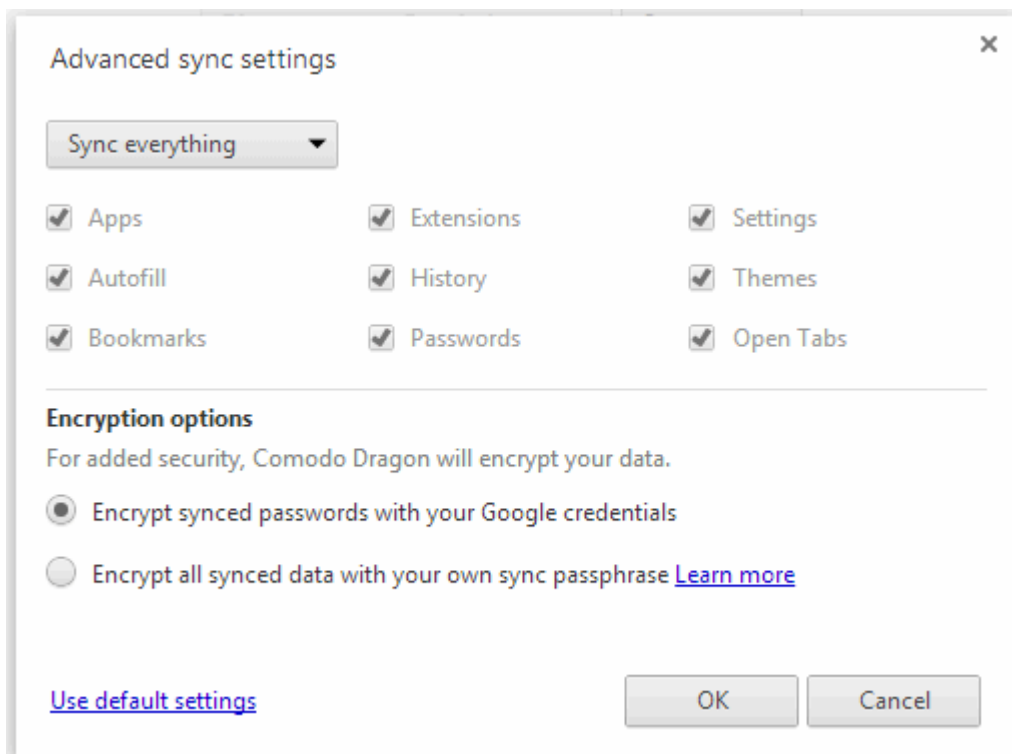 Advanced sync settings
Sync everything
Apps Extensions Settings
Autofill History Themes
Bookmarks Passwords Open Tabs
Encryption options
For added security, Comodo Dragon will encrypt your data.
Encrypt synced passwords with your Google credentials
Encrypt all synced data with your own sync passphrase Learn more
Use default settings OK Cancel